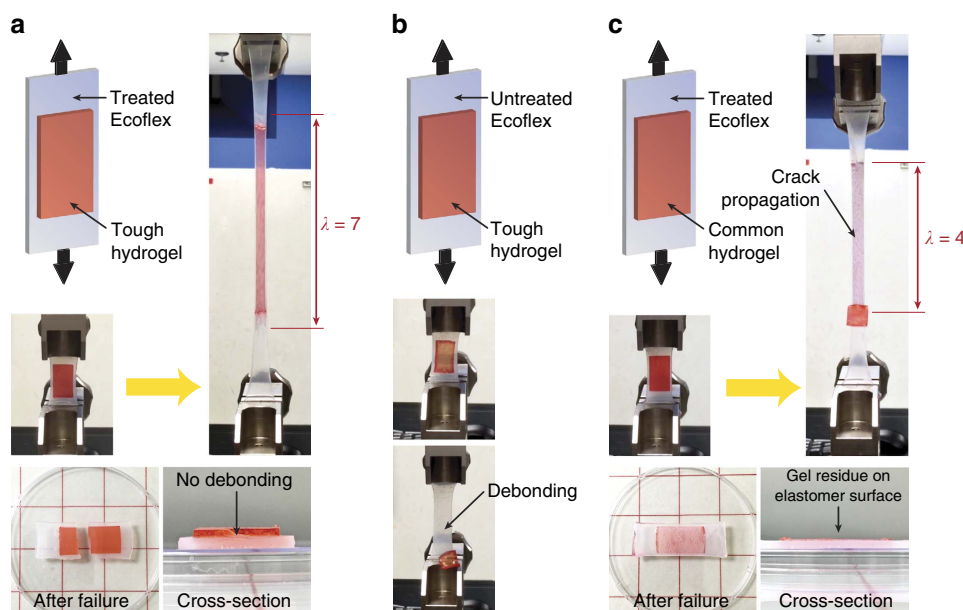 a
Treated
Ecoflex
Tough
hydrogel
λ = 7
No debonding
After failure
Cross-section
b
Untreated
Ecoflex
Tough
hydrogel
Debonding
c
Treated
Ecoflex
Crack
propagation
Common
hydrogel
λ = 4
Gel residue on
elastomer surface
After failure
Cross-section